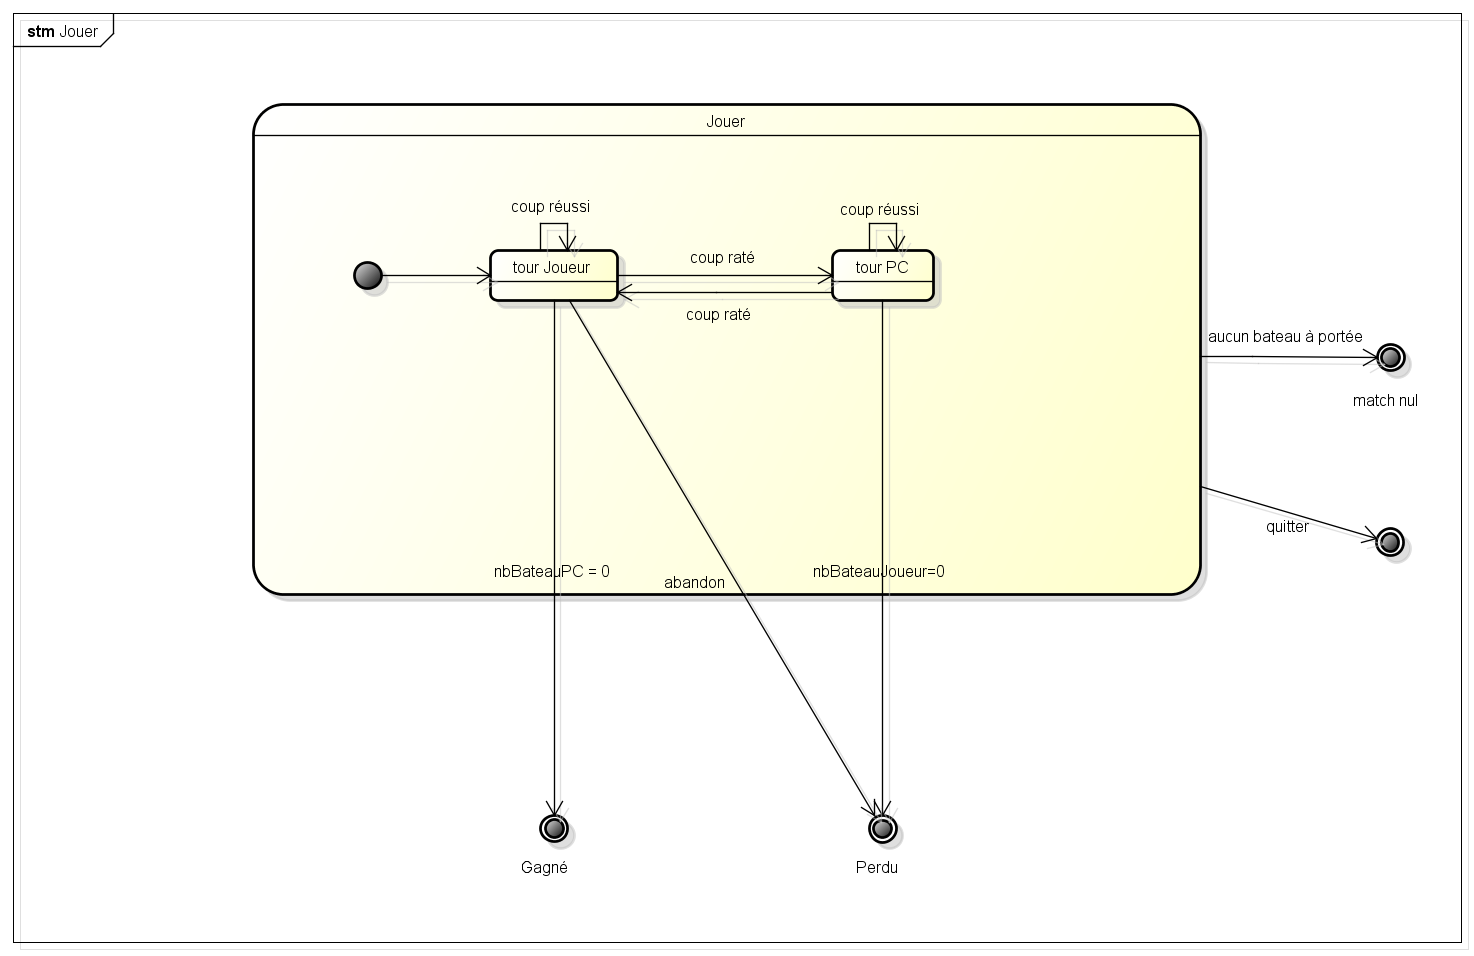 stm Jouer
Jouer
coup réussi
coup réussi
tour Joueur
coup raté
tour PC
coup raté
aucun bateau à portée
match nul
quitter
nbBateauPC = 0
abandon
nbBateauJoueur=0
Gagné
Perdu